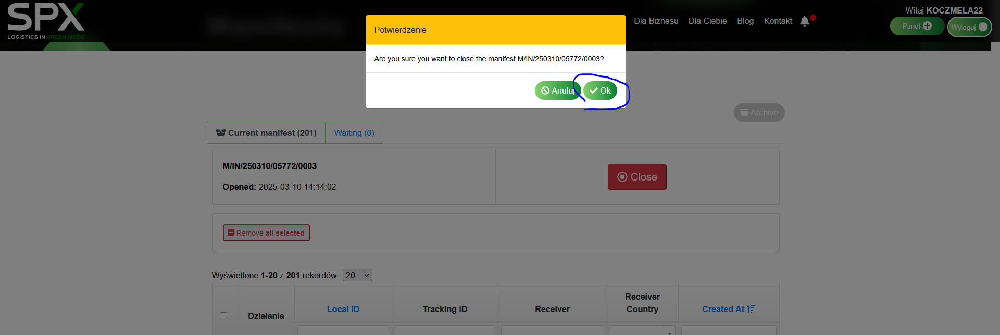 SPX
LOGISTICS IN GREEN MODE
Dla Biznesu
Dla Ciebie
Blog
Kontakt
Witaj KOCZMELA22
Panel
Wyloguj
Potwierdzenie
Are you sure you want to close the manifest M/IN/250310/05772/0003?
Anuluj
Ok
Archive
Current manifest (201)
Waiting (0)
M/IN/250310/05772/0003
Opened: 2025-03-10 14:14:02
Close
Remove all selected
Wyświetlone 1-20 z 201 rekordów. 20
Działania
Local ID
Tracking ID
Receiver
Receiver
Country
Created At